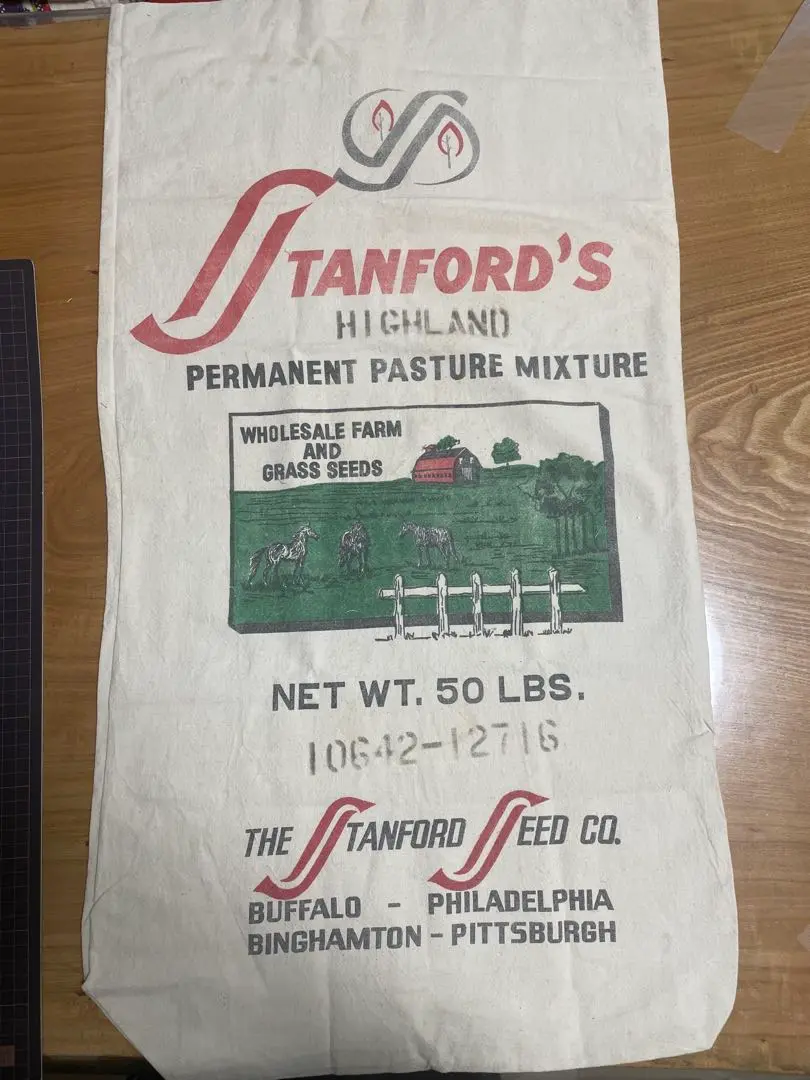 STANFORD'S
HIGHLAND
PERMANENT PASTURE MIXTURE
WHOLESALE FARM
AND
GRASS SEEDS
NET WT. 50 LBS.
10642-12716
THE STANFORD SEED CO.
BUFFALO - PHILADELPHIA
BINGHAMTON - PITTSBURGH